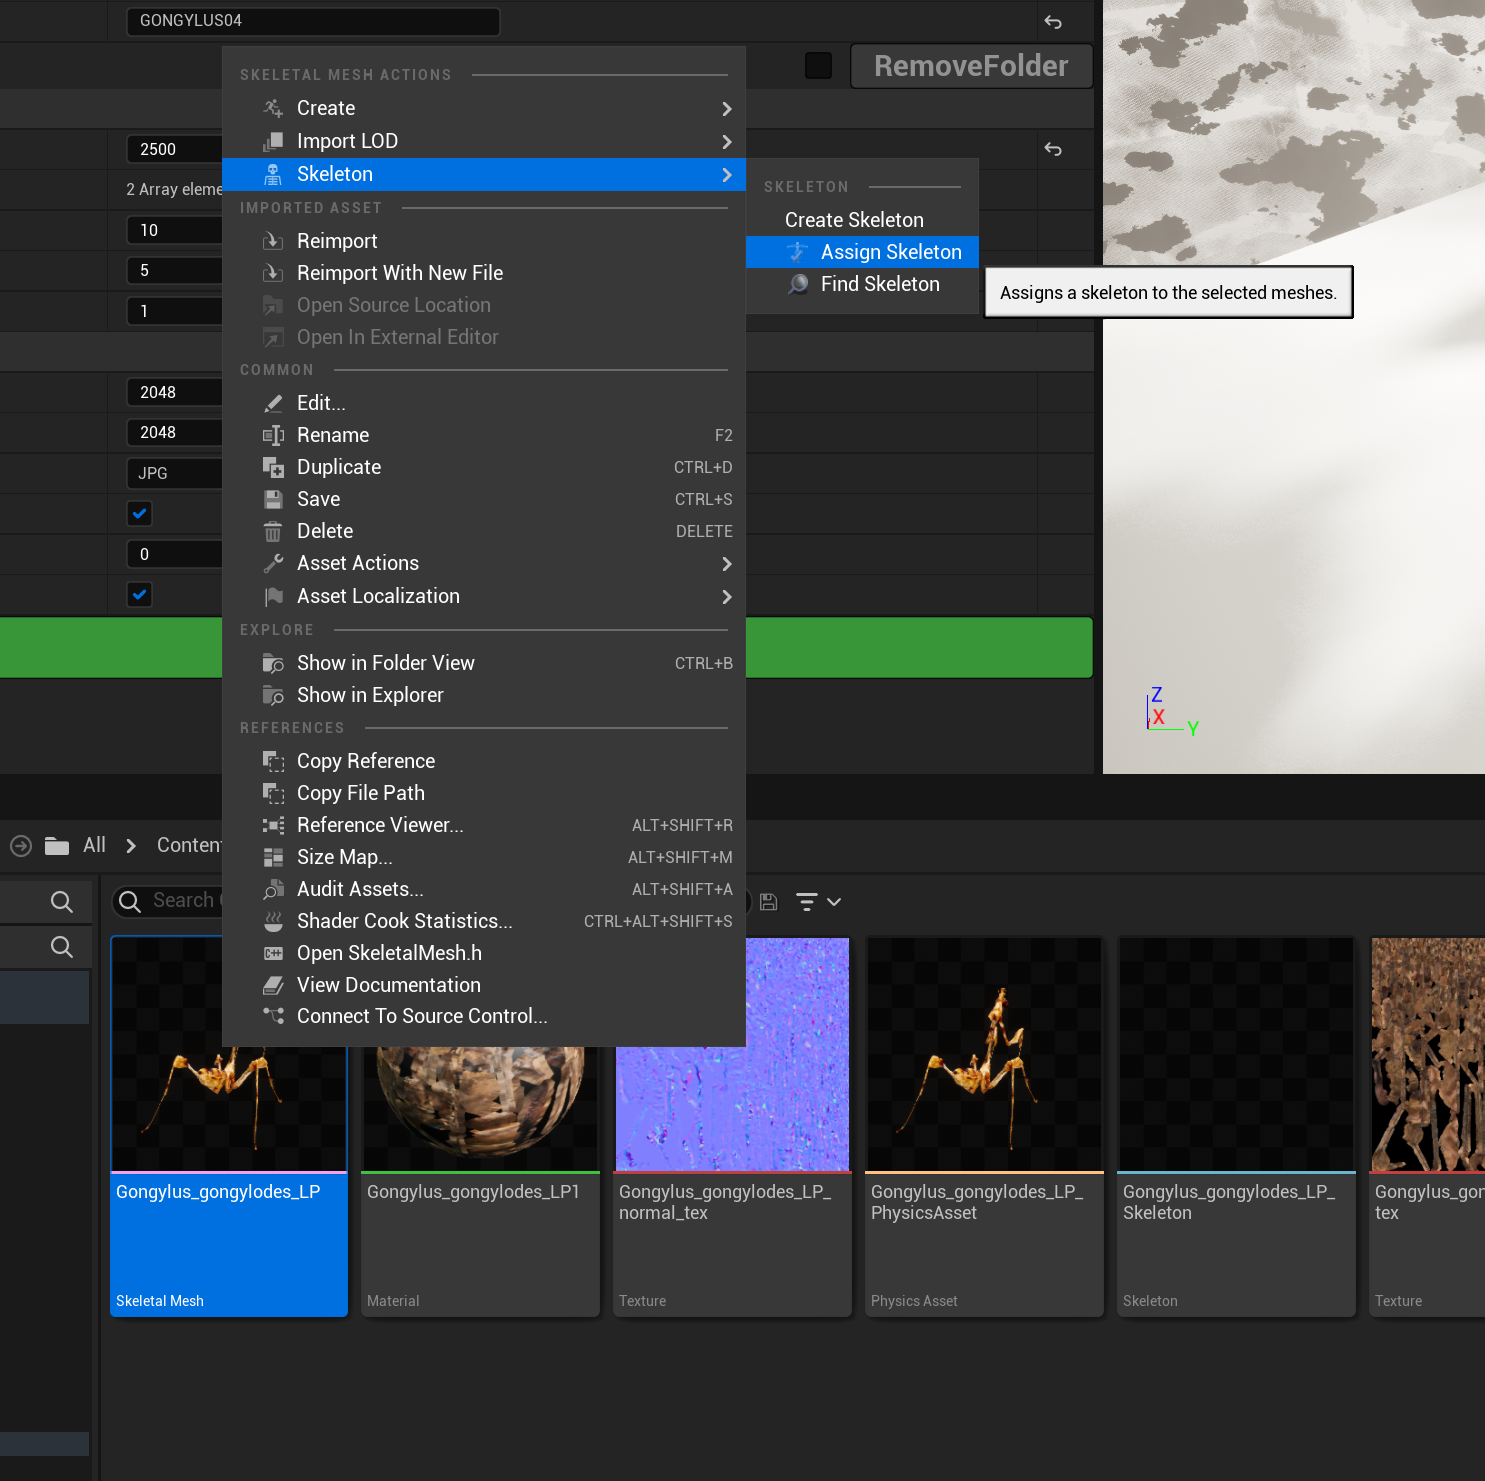 GONGYLUS04
RemoveFolder
SKELETAL MESH ACTIONS
Create
Import LOD
Skeleton
IMPORTED ASSET
Reimport
Reimport With New File
Open Source Location
Open In External Editor
COMMON
Edit...
Rename F2
Duplicate CTRL+D
Save CTRL+S
Delete DELETE
Asset Actions
Asset Localization
EXPLORE
Show in Folder View CTRL+B
Show in Explorer
REFERENCES
Copy Reference
Copy File Path
Reference Viewer... ALT+SHIFT+R
Size Map... ALT+SHIFT+M
Audit Assets... ALT+SHIFT+A
Shader Cook Statistics... CTRL+ALT+SHIFT+S
Open SkeletalMesh.h
View Documentation
Connect To Source Control...
SKELETON
Create Skeleton
Assign Skeleton
Find Skeleton
Assigns a skeleton to the selected meshes.
2500
2 Array eleme
10
5
1
2048
2048
JPG
0
Z
X
Y
All
Conten
Search
Gongylus_gongylodes_LP
Skeletal Mesh
Gongylus_gongylodes_LP1
Material
Gongylus_gongylodes_LP_
normal_tex
Texture
Gongylus_gongylodes_LP_
PhysicsAsset
Physics Asset
Gongylus_gongylodes_LP_
Skeleton
Skeleton
Gongylus_gon
tex
Texture